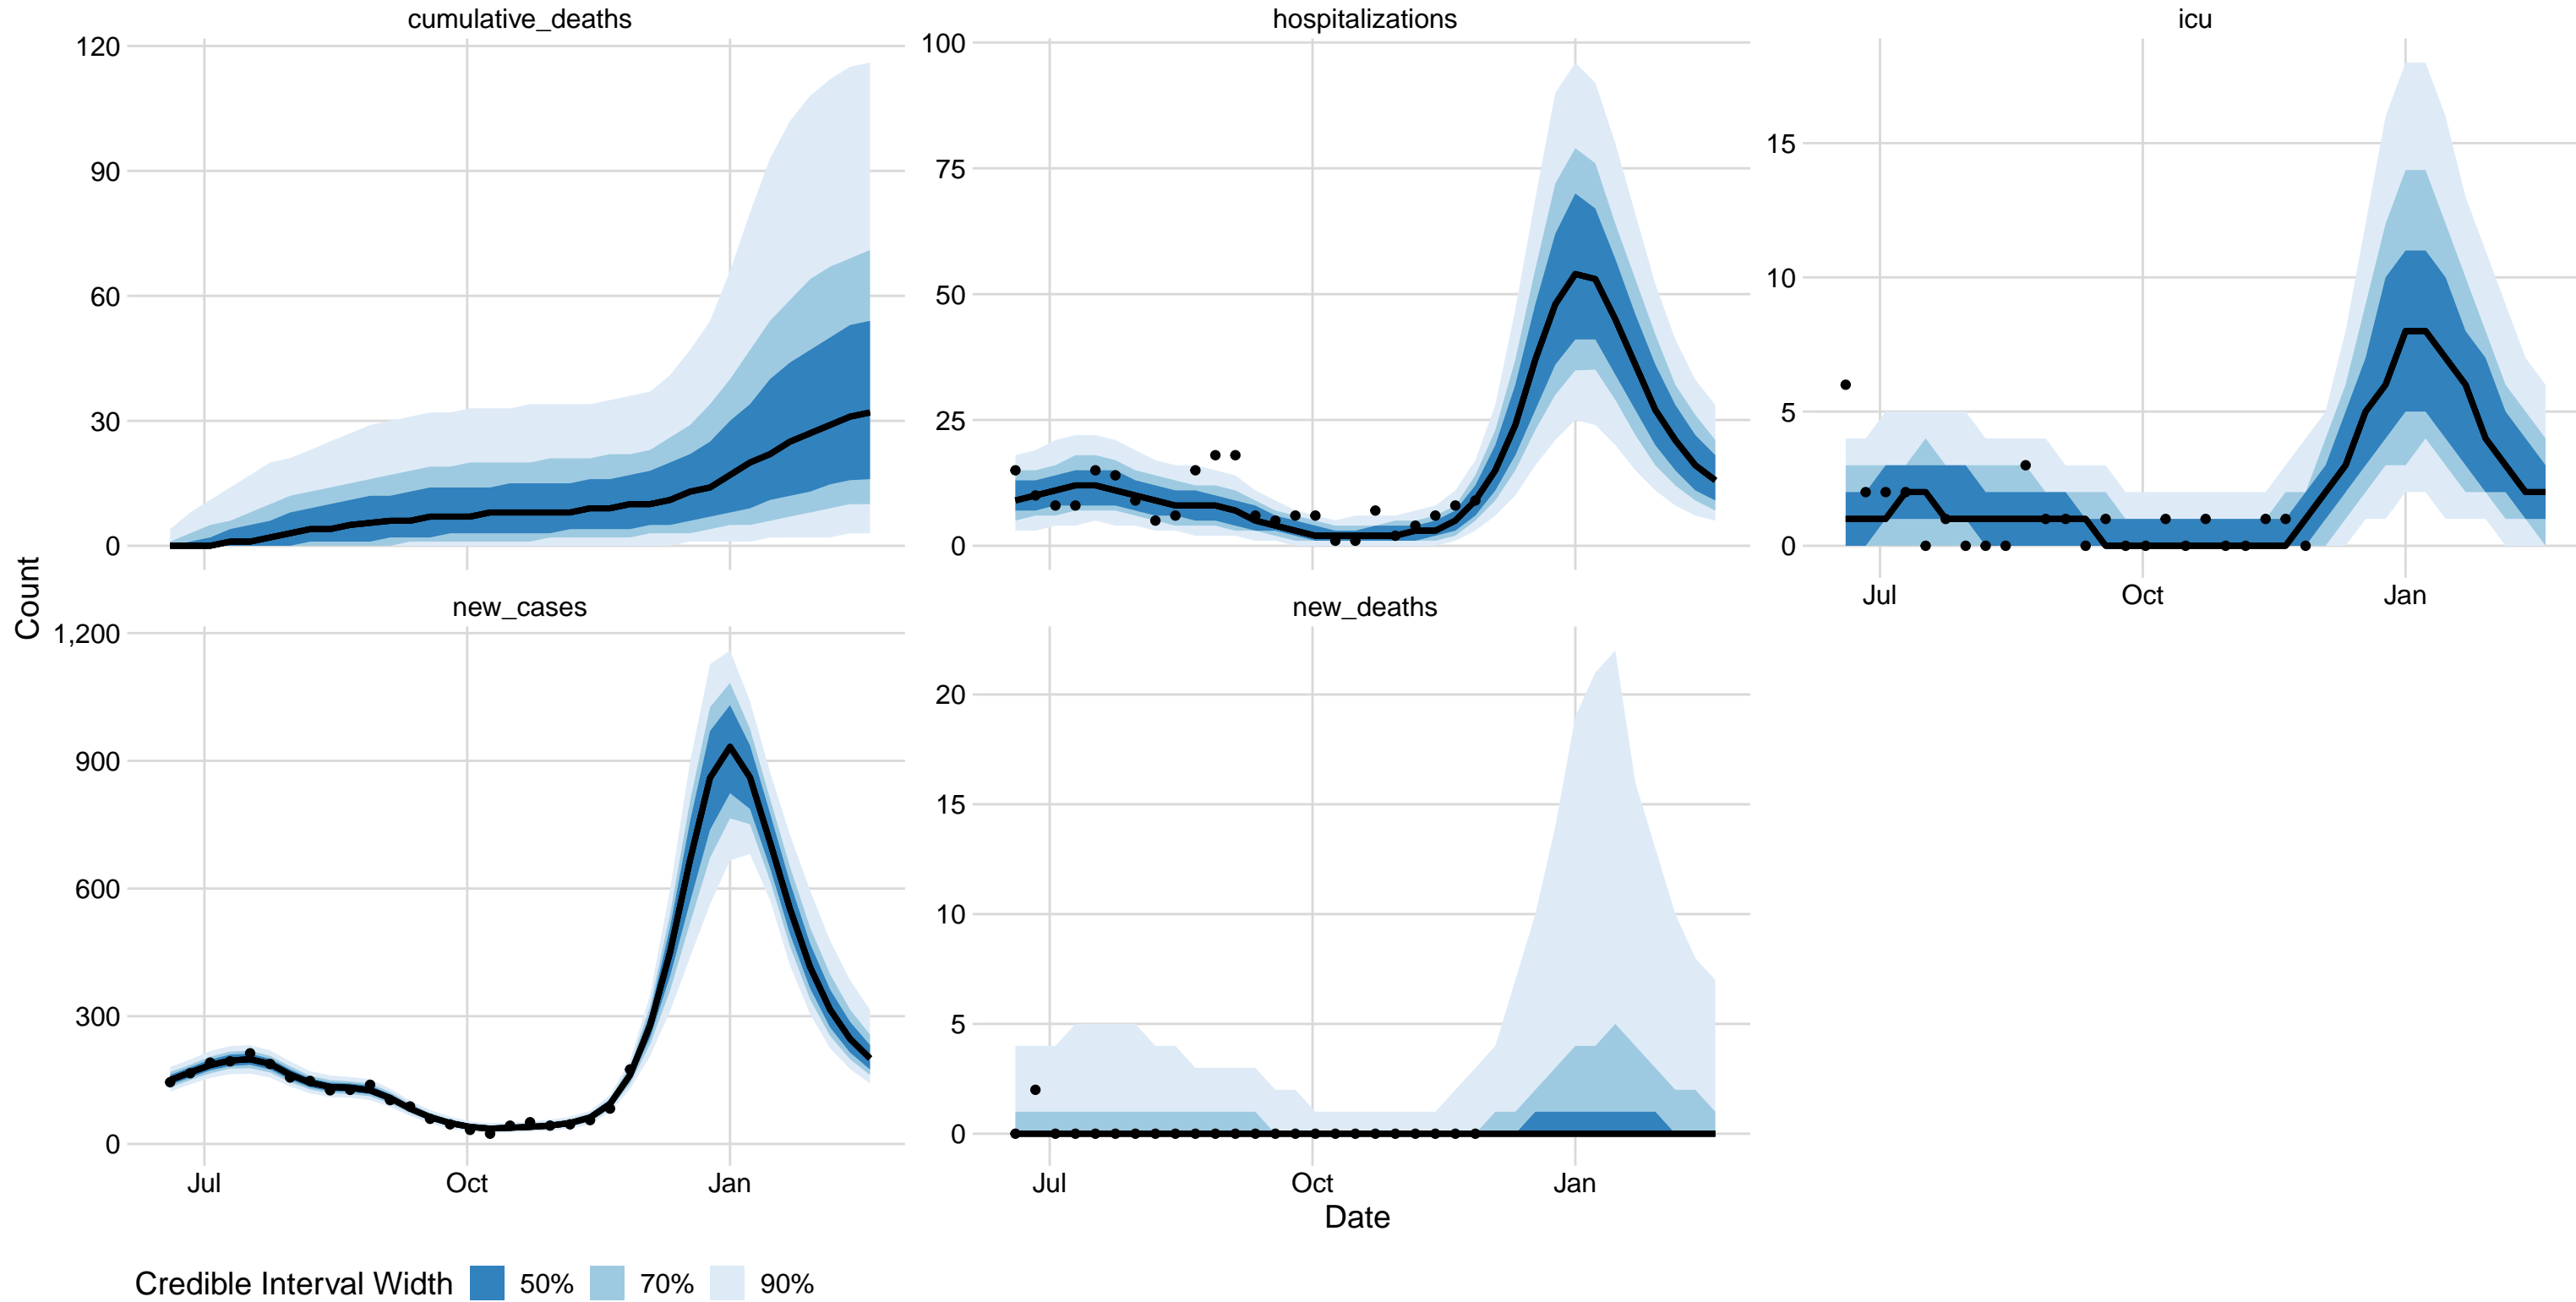 cumulative_deaths
120
90
60
30
0
hospitalizations
100
75
50
25
0
icu
15
10
5
0
Jul Oct Jan
Count
new_cases
1,200
900
600
300
0
Jul Oct Jan
new_deaths
20
15
10
5
0
Jul Oct Jan
Date
Credible Interval Width 50% 70% 90%